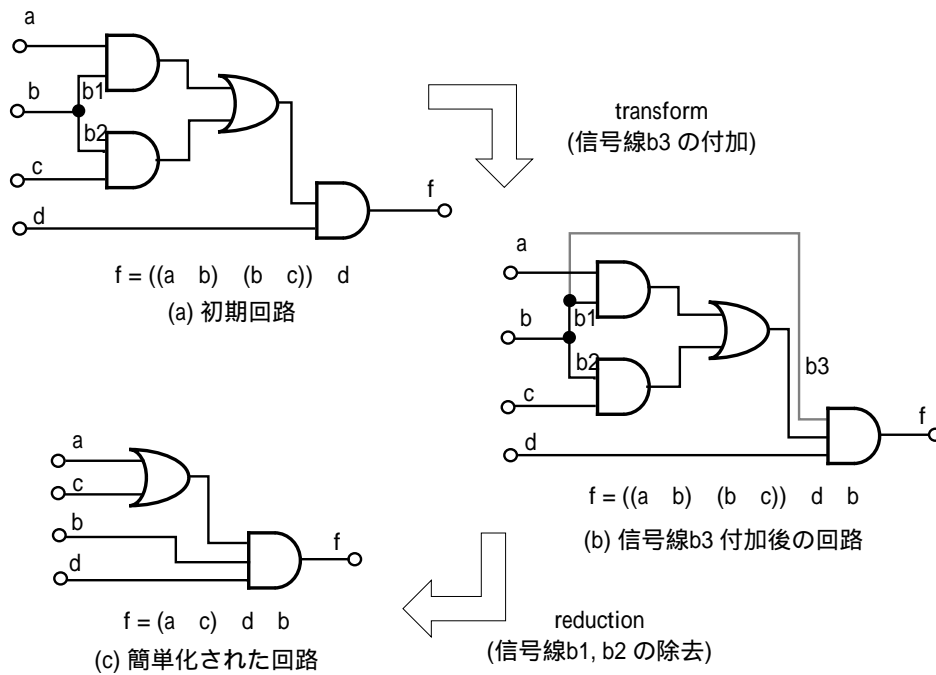 a
b
b1
b2
c
d
f
f = ((a b) (b c)) d
(a) 初期回路
transform
(信号線b3 の付加)
a
b
b1
b2
b3
c
d
f
f = ((a b) (b c)) d b
(b) 信号線b3 付加後の回路
a
c
b
d
f
f = (a c) d b
(c) 簡単化された回路
reduction
(信号線b1, b2 の除去)